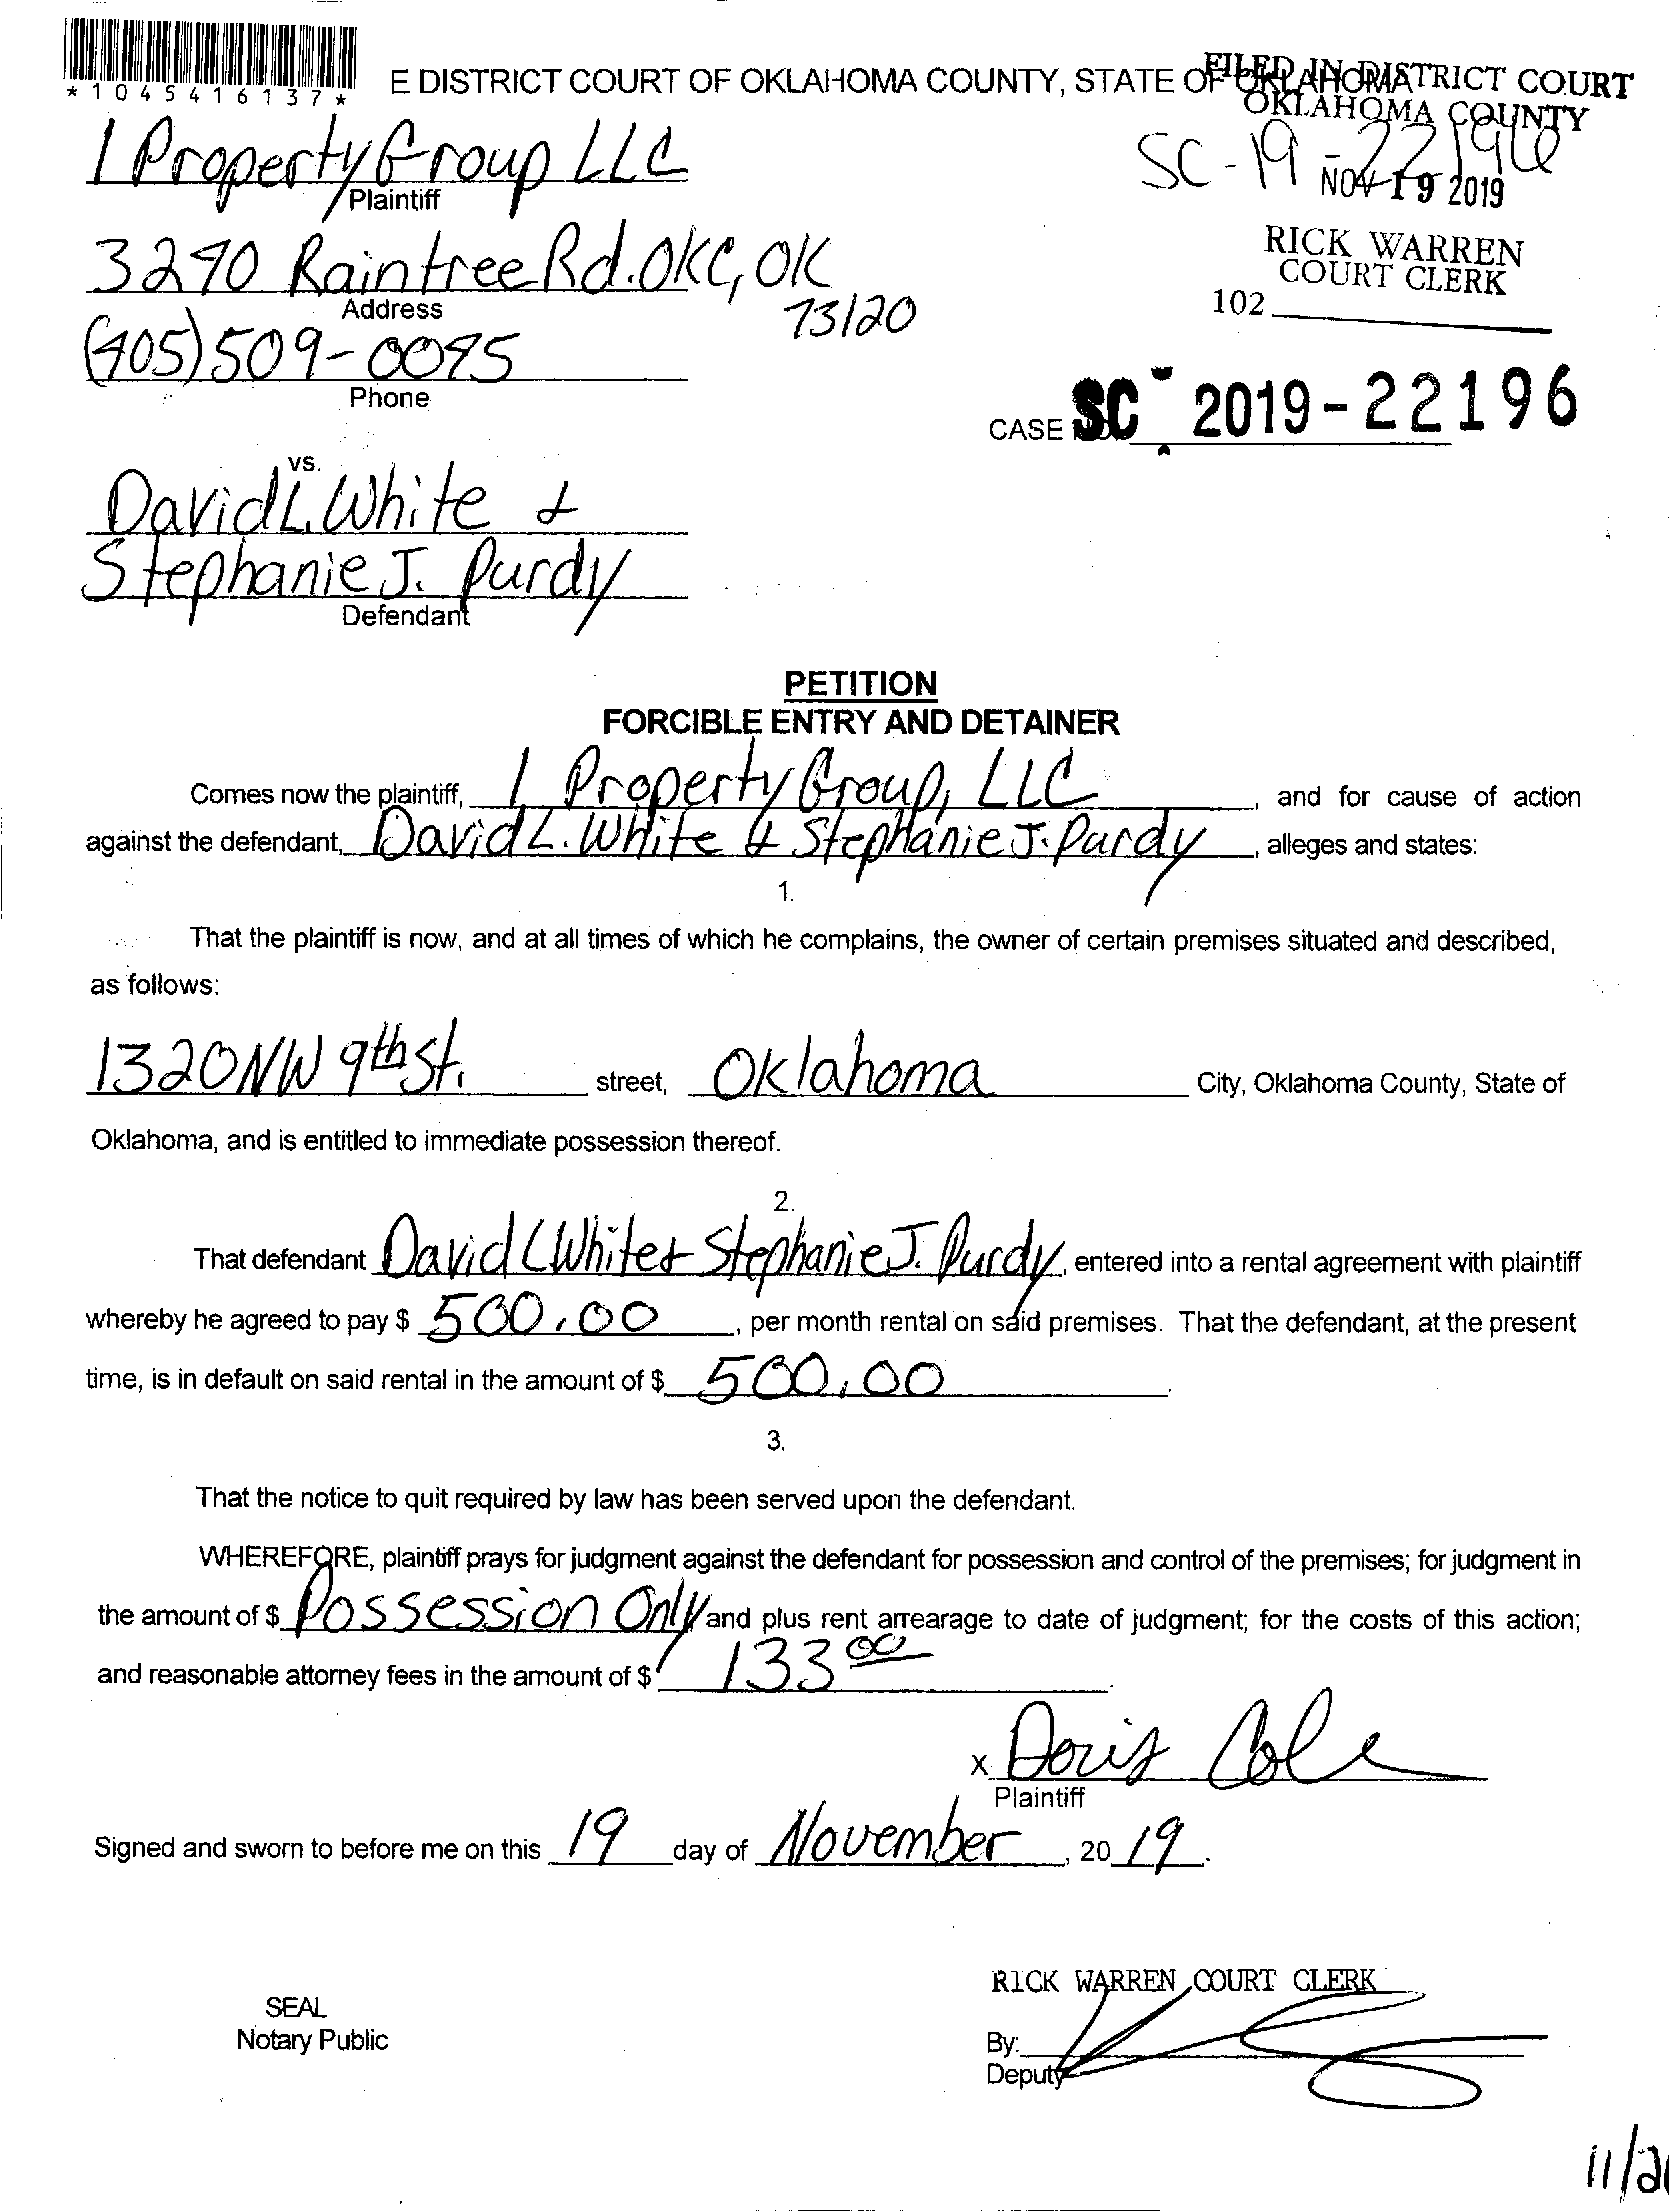 *1045416137*
E DISTRICT COURT OF OKLAHOMA COUNTY, STATE OF OKLAHOMA
FILED IN DISTRICT COURT
OKLAHOMA COUNTY
1 Property Group LLC
SC-19-22196
Plaintiff
NOV 19 2019
3240 Raintree Rd. OKC, OK
RICK WARREN
COURT CLERK
Address
73120
102
(405) 509-0045
Phone
CASE NO. SC 2019-22196
vs.
David L. White &
Stephanie J. Purdy
Defendant
PETITION
FORCIBLE ENTRY AND DETAINER
Comes now the plaintiff, 1 Property Group, LLC, and for cause of action
against the defendant, David L. White & Stephanie J. Purdy, alleges and states:
1.
That the plaintiff is now, and at all times of which he complains, the owner of certain premises situated and described,
as follows:
1320 NW 9th St. street, Oklahoma City, Oklahoma County, State of
Oklahoma, and is entitled to immediate possession thereof.
2.
That defendant David L White & Stephanie J. Purdy, entered into a rental agreement with plaintiff
whereby he agreed to pay $ 500.00, per month rental on said premises. That the defendant, at the present
time, is in default on said rental in the amount of $ 500.00.
3.
That the notice to quit required by law has been served upon the defendant.
WHEREFORE, plaintiff prays for judgment against the defendant for possession and control of the premises; for judgment in
the amount of $ Possession Only and plus rent arrearage to date of judgment; for the costs of this action;
and reasonable attorney fees in the amount of $ 133 00.
x Doris Cole
Plaintiff
Signed and sworn to before me on this 19 day of November, 20 19.
RICK WARREN COURT CLERK
SEAL
Notary Public
By:
Deputy